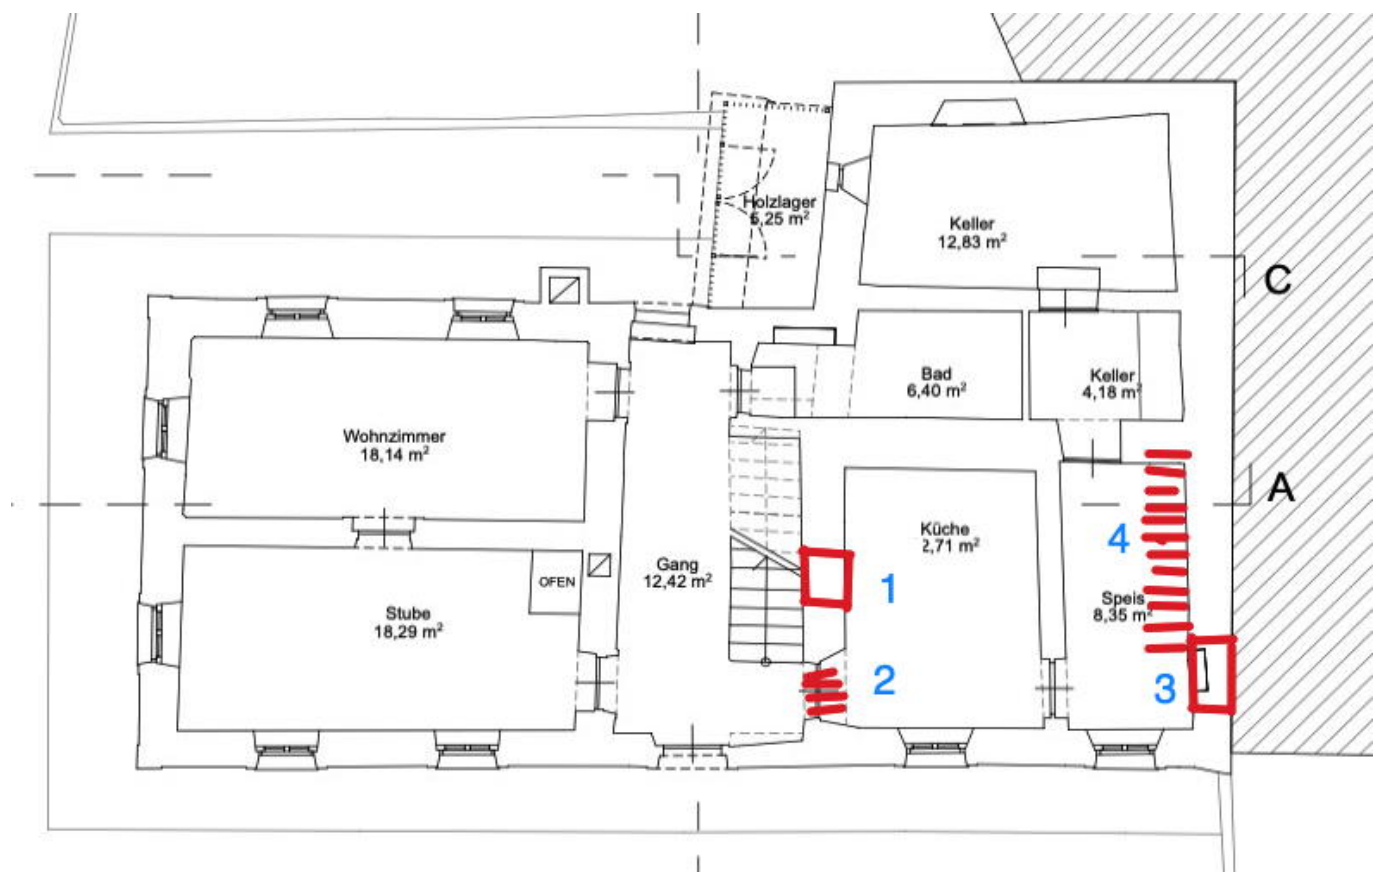 Holzlager
5,25 m²
Keller
12,83 m²
C
Bad
6,40 m²
Keller
4,18 m²
Wohnzimmer
18,14 m²
A
Küche
2,71 m²
4
OFEN
Gang
12,42 m²
1
Stube
18,29 m²
Speis
8,35 m²
2
3